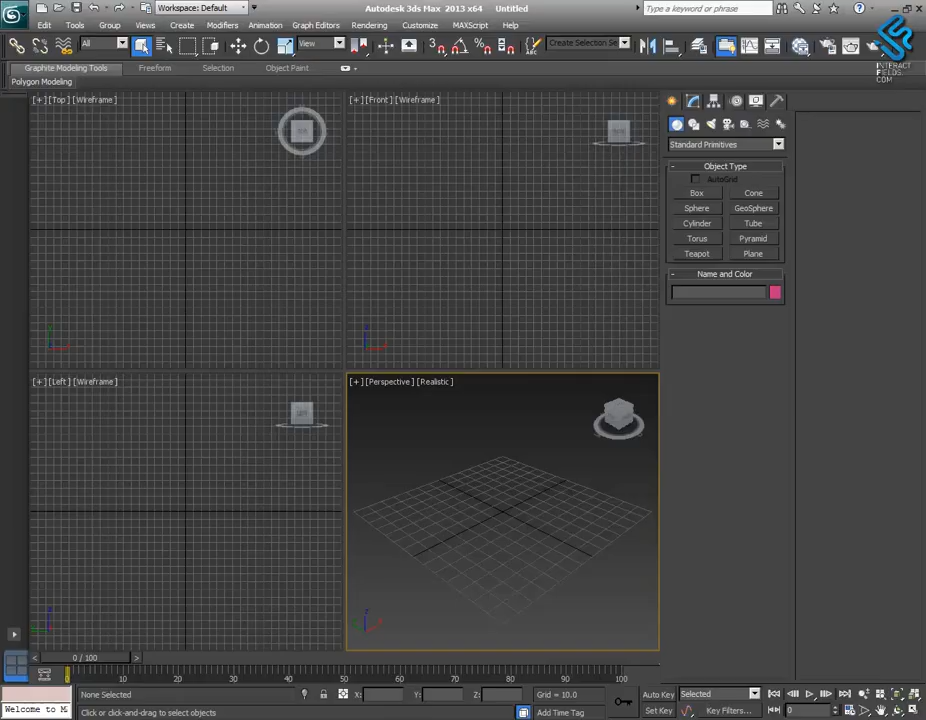 Workspace: Default
Autodesk 3ds Max 2013 x64
Untitled
Type a keyword or phrase
Edit
Tools
Group
Views
Create
Modifiers
Animation
Graph Editors
Rendering
Customize
MAXScript
Help
All
View
Create Selection Se
INTERACT
FIELDS.
COM
Graphite Modeling Tools
Freeform
Selection
Object Paint
Polygon Modeling
[+] [Top] [Wireframe]
[+] [Front] [Wireframe]
Standard Primitives
Object Type
AutoGrid
Box
Cone
Sphere
GeoSphere
Cylinder
Tube
Torus
Pyramid
Teapot
Plane
Name and Color
[+] [Left] [Wireframe]
[+] [Perspective] [Realistic]
0 / 100
0
10
20
30
40
50
60
70
80
90
100
None Selected
X:
Y:
Z:
Grid = 10.0
Auto Key
Selected
Welcome to M
Click or click-and-drag to select objects
Add Time Tag
Set Key
Key Filters...
0